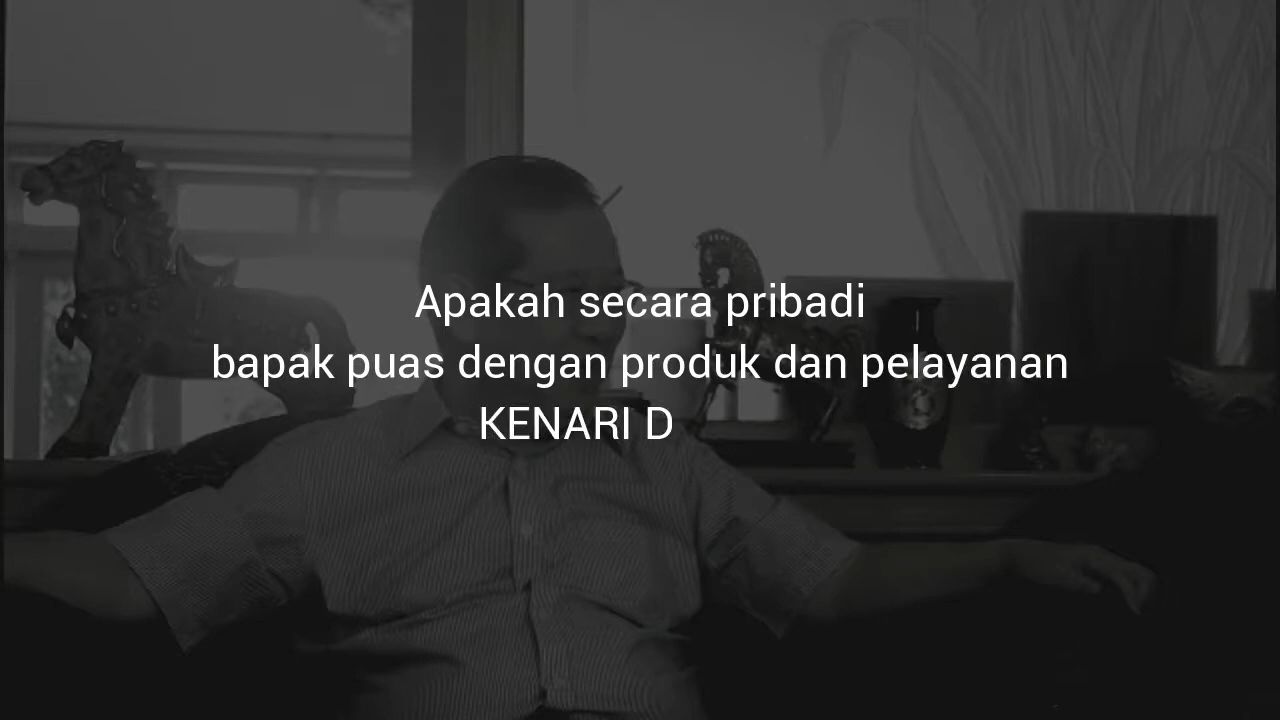 Apakah secara pribadi
bapak puas dengan produk dan pelayanan
KENARI D